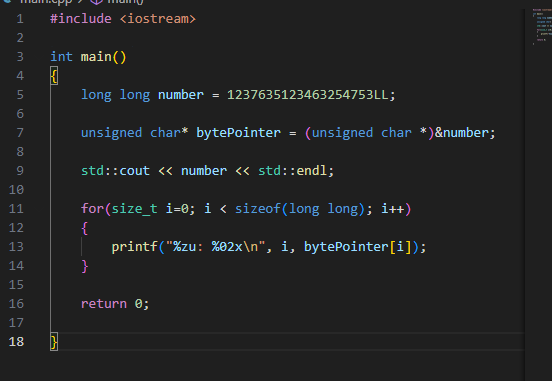 main.cpp > main()
1 #include <iostream>
2
3 int main()
4 {
5     long long number = 1237635123463254753LL;
6
7     unsigned char* bytePointer = (unsigned char *)&number;
8
9     std::cout << number << std::endl;
10
11     for(size_t i=0; i < sizeof(long long); i++)
12     {
13         printf("%zu: %02x\n", i, bytePointer[i]);
14     }
15
16     return 0;
17
18 }